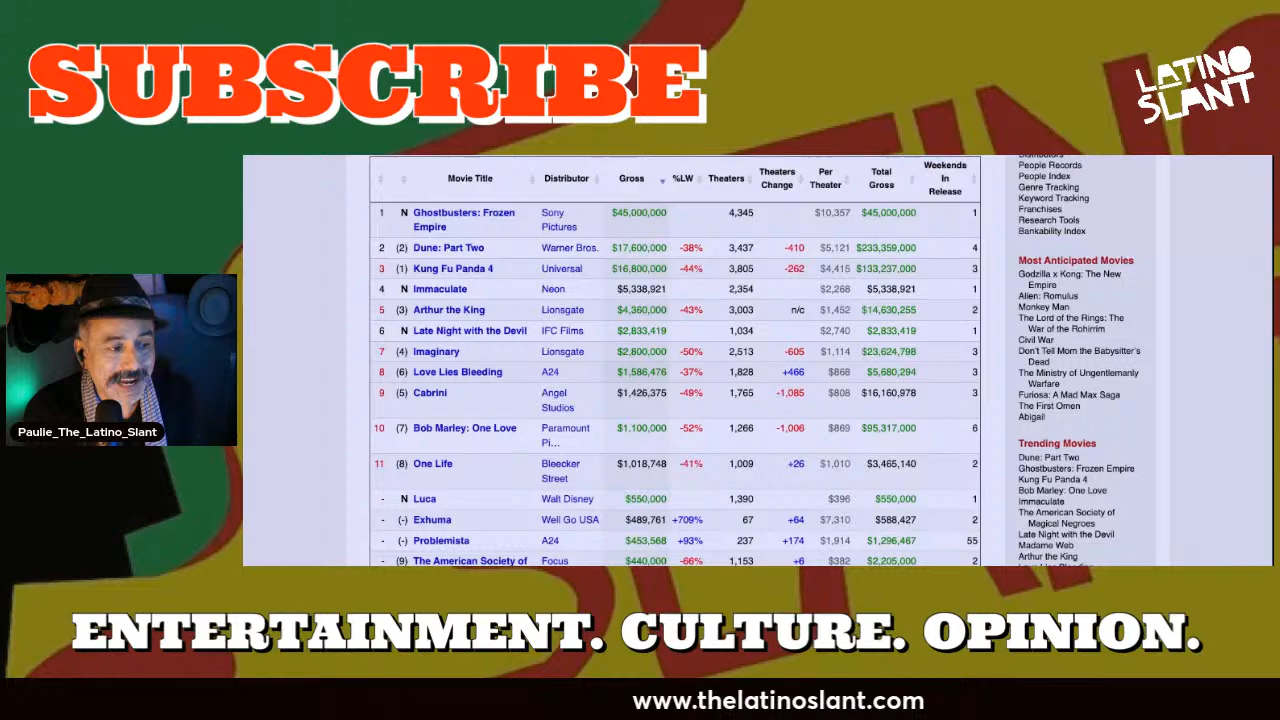 SUBSCRIBE
LATINO
SLANT
Movie Title Distributor Gross %LW Theaters Theaters Change Per Theater Total Gross Weekends In Release
1 N Ghostbusters: Frozen Empire Sony Pictures $45,000,000 4,345 $10,357 $45,000,000 1
2 (2) Dune: Part Two Warner Bros. $17,600,000 -38% 3,437 -410 $5,121 $233,359,000 4
3 (1) Kung Fu Panda 4 Universal $16,800,000 -44% 3,805 -262 $4,415 $133,237,000 3
4 N Immaculate Neon $5,338,921 2,354 $2,268 $5,338,921 1
5 (3) Arthur the King Lionsgate $4,360,000 -43% 3,003 n/c $1,452 $14,630,255 2
6 N Late Night with the Devil IFC Films $2,833,419 1,034 $2,740 $2,833,419 1
7 (4) Imaginary Lionsgate $2,800,000 -50% 2,513 -605 $1,114 $23,624,798 3
8 (6) Love Lies Bleeding A24 $1,586,476 -37% 1,828 +466 $868 $5,680,294 3
9 (5) Cabrini Angel Studios $1,426,375 -49% 1,765 -1,085 $808 $16,160,978 3
10 (7) Bob Marley: One Love Paramount Pi... $1,100,000 -52% 1,266 -1,006 $869 $95,317,000 6
11 (8) One Life Bleecker Street $1,018,748 -41% 1,009 +26 $1,010 $3,465,140 2
- N Luca Walt Disney $550,000 1,390 $396 $550,000 1
- (-) Exhuma Well Go USA $489,761 +709% 67 +64 $7,310 $588,427 2
- (-) Problemista A24 $453,568 +93% 237 +174 $1,914 $1,296,467 55
- (9) The American Society of Focus $440,000 -66% 1,153 +6 $382 $2,205,000 2
People Records
People Index
Genre Tracking
Keyword Tracking
Franchises
Research Tools
Bankability Index
Most Anticipated Movies
Godzilla x Kong: The New
Empire
Alien: Romulus
Monkey Man
The Lord of the Rings: The
War of the Rohirrim
Civil War
Don't Tell Mom the Babysitter's
Dead
The Ministry of Ungentlemanly
Warfare
Furiosa: A Mad Max Saga
The First Omen
Abigail
Trending Movies
Dune: Part Two
Ghostbusters: Frozen Empire
Kung Fu Panda 4
Bob Marley: One Love
Immaculate
The American Society of
Magical Negroes
Late Night with the Devil
Madame Web
Arthur the King
Paulie_The_Latino_Slant
ENTERTAINMENT. CULTURE. OPINION.
www.thelatinoslant.com